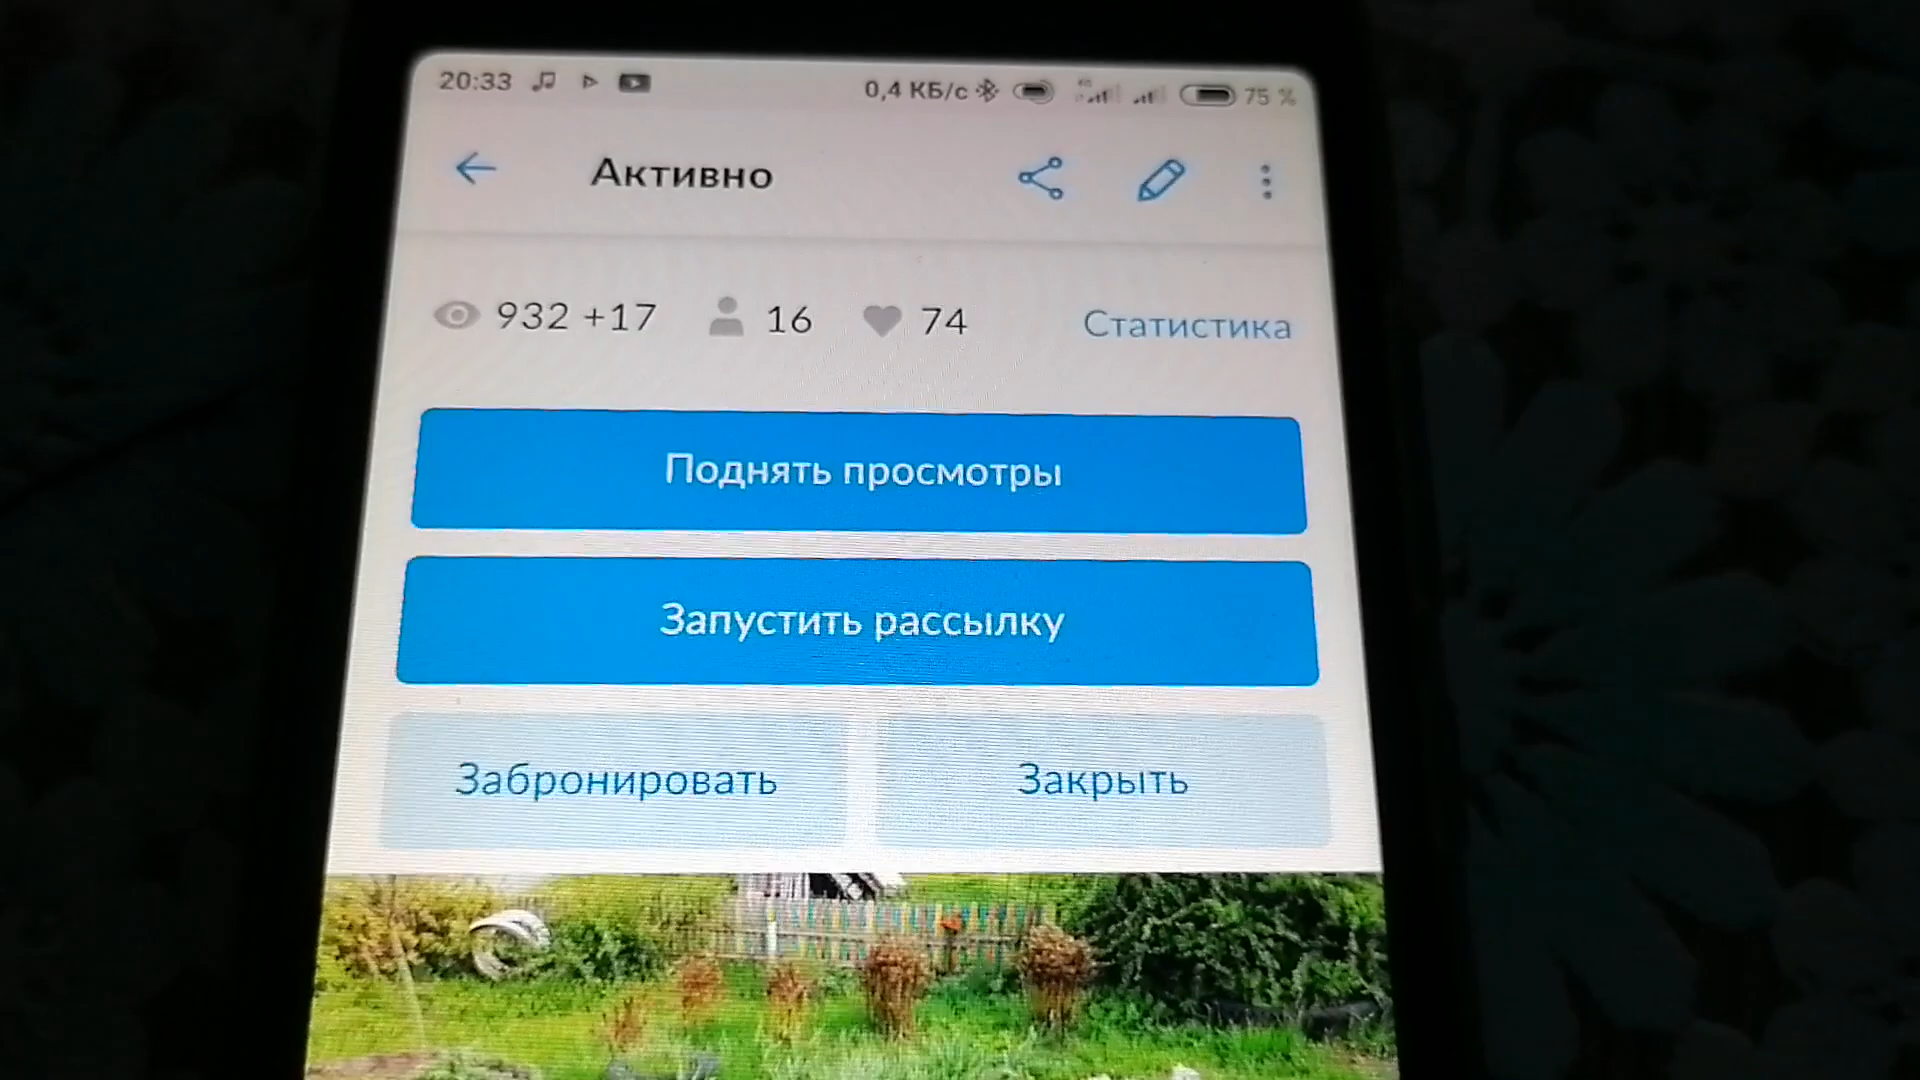 20:33 0,4 КБ/с 75 %
Активно
932 +17 16 74 Статистика
Поднять просмотры
Запустить рассылку
Забронировать Закрыть